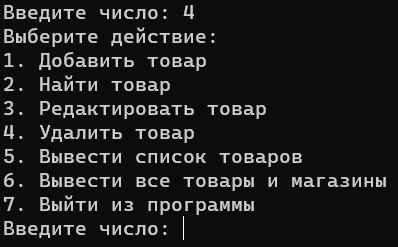 Введите число: 4
Выберите действие:
1. Добавить товар
2. Найти товар
3. Редактировать товар
4. Удалить товар
5. Вывести список товаров
6. Вывести все товары и магазины
7. Выйти из программы
Введите число: